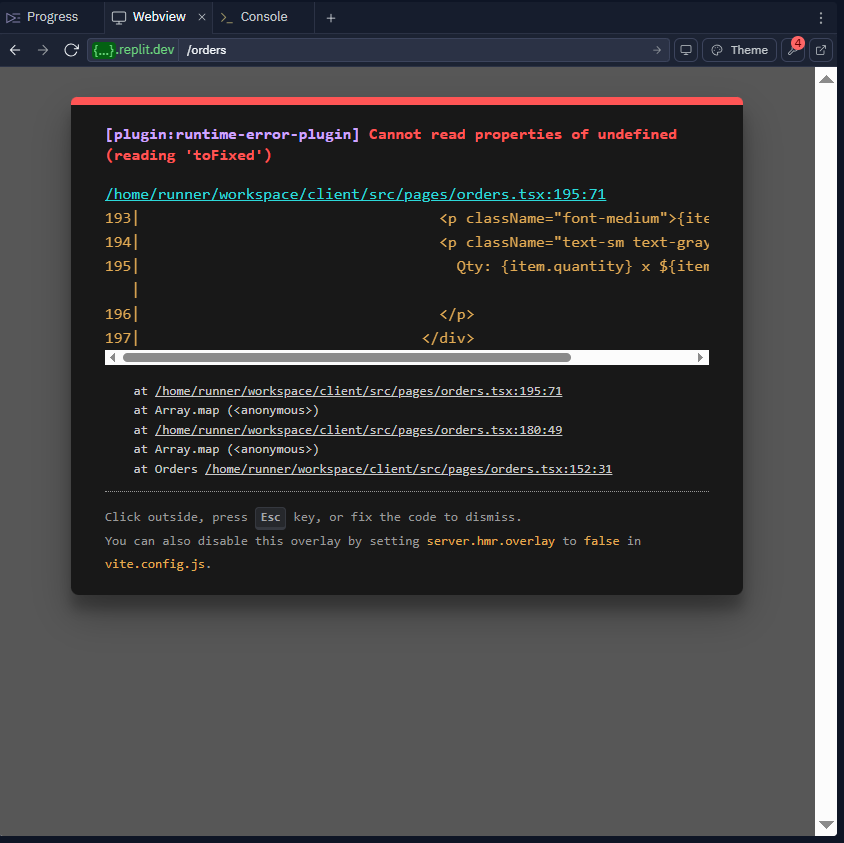 Progress
Webview ×
>_ Console
+
{...}.replit.dev /orders
Theme
4
[plugin:runtime-error-plugin] Cannot read properties of undefined
(reading 'toFixed')
/home/runner/workspace/client/src/pages/orders.tsx:195:71
193| <p className="font-medium">{ite
194| <p className="text-sm text-gray
195| Qty: {item.quantity} x ${item
|
196| </p>
197| </div>
at /home/runner/workspace/client/src/pages/orders.tsx:195:71
at Array.map (<anonymous>)
at /home/runner/workspace/client/src/pages/orders.tsx:180:49
at Array.map (<anonymous>)
at Orders /home/runner/workspace/client/src/pages/orders.tsx:152:31
Click outside, press Esc key, or fix the code to dismiss.
You can also disable this overlay by setting server.hmr.overlay to false in
vite.config.js.